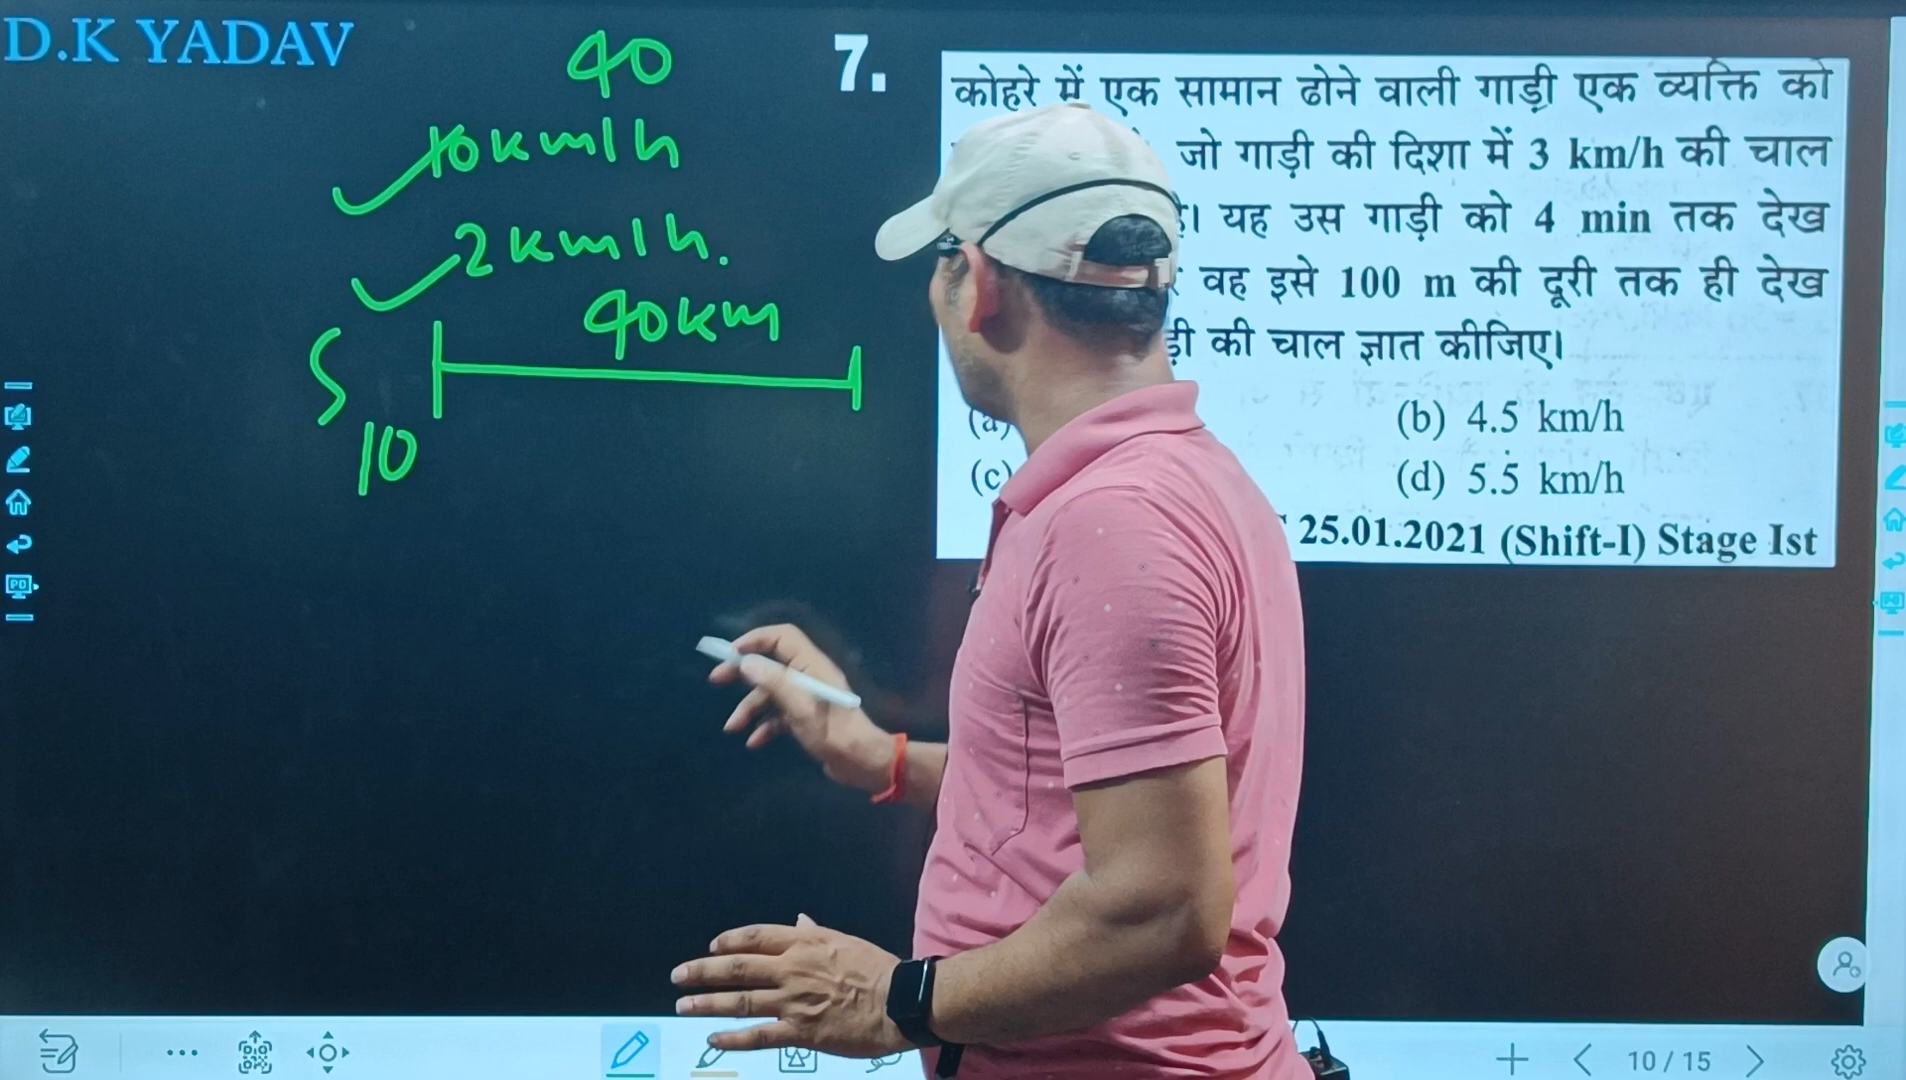 D.K YADAV
40
10km/h
2km/h.
40km
S
10
7.
कोहरे में एक सामान ढोने वाली गाड़ी एक व्यक्ति को
जो गाड़ी की दिशा में 3 km/h की चाल
है। यह उस गाड़ी को 4 min तक देख
वह इसे 100 m की दूरी तक ही देख
की चाल ज्ञात कीजिए।
(a) (b) 4.5 km/h
(c) (d) 5.5 km/h
25.01.2021 (Shift-I) Stage Ist
10/15